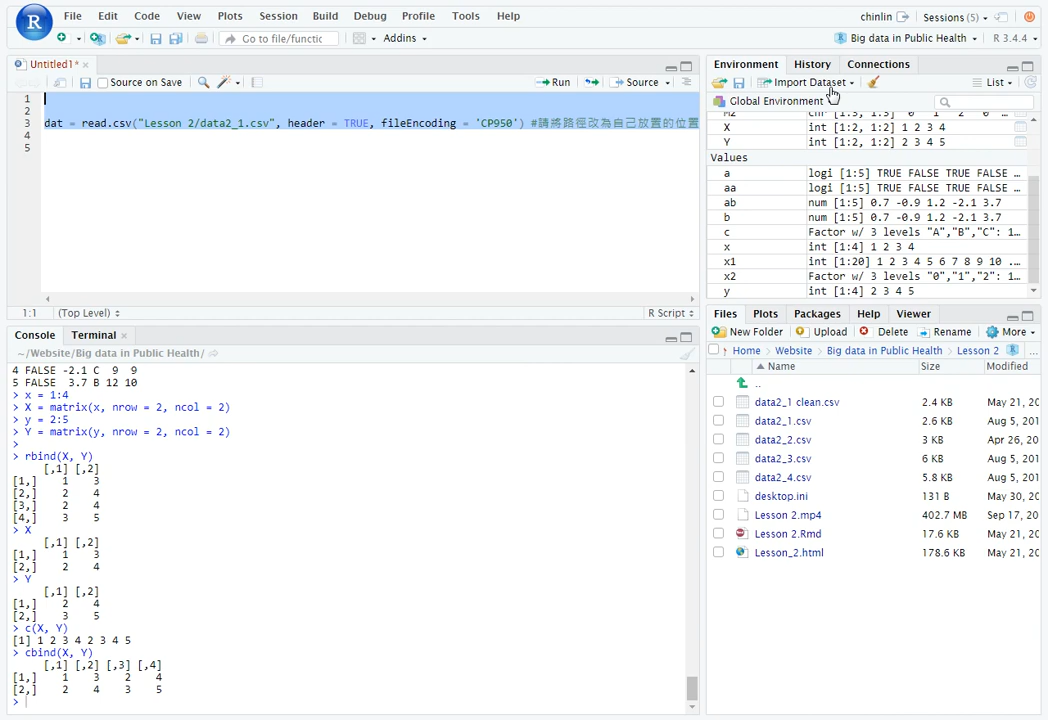 File Edit Code View Plots Session Build Debug Profile Tools Help
chinlin Sessions (5)
Go to file/functic Addins
Big data in Public Health R 3.4.4
Untitled1*
Source on Save Run Source
1
2
3 dat = read.csv("Lesson 2/data2_1.csv", header = TRUE, fileEncoding = 'CP950') #請將路徑改為自己放置的位置
4
5
1:1 (Top Level) R Script
Console Terminal
~/Website/Big data in Public Health/
4 FALSE -2.1 C 9 9
5 FALSE 3.7 B 12 10
> x = 1:4
> X = matrix(x, nrow = 2, ncol = 2)
> y = 2:5
> Y = matrix(y, nrow = 2, ncol = 2)
>
> rbind(X, Y)
[,1] [,2]
[1,] 1 3
[2,] 2 4
[3,] 2 4
[4,] 3 5
> X
[,1] [,2]
[1,] 1 3
[2,] 2 4
> Y
[,1] [,2]
[1,] 2 4
[2,] 3 5
> c(X, Y)
[1] 1 2 3 4 2 3 4 5
> cbind(X, Y)
[,1] [,2] [,3] [,4]
[1,] 1 3 2 4
[2,] 2 4 3 5
>
Environment History Connections
Import Dataset List
Global Environment
X int [1:2, 1:2] 1 2 3 4
Y int [1:2, 1:2] 2 3 4 5
Values
a logi [1:5] TRUE FALSE TRUE FALSE …
aa logi [1:5] TRUE FALSE TRUE FALSE …
ab num [1:5] 0.7 -0.9 1.2 -2.1 3.7
b num [1:5] 0.7 -0.9 1.2 -2.1 3.7
c Factor w/ 3 levels "A","B","C": 1…
x int [1:4] 1 2 3 4
x1 int [1:20] 1 2 3 4 5 6 7 8 9 10 …
x2 Factor w/ 3 levels "0","1","2": 1…
y int [1:4] 2 3 4 5
Files Plots Packages Help Viewer
New Folder Upload Delete Rename More
Home Website Big data in Public Health Lesson 2 ...
Name Size Modified
..
data2_1 clean.csv 2.4 KB May 21, 20
data2_1.csv 2.6 KB Aug 5, 201
data2_2.csv 3 KB Apr 26, 20
data2_3.csv 6 KB Aug 5, 201
data2_4.csv 5.8 KB Aug 5, 201
desktop.ini 131 B May 30, 20
Lesson 2.mp4 402.7 MB Sep 17, 20
Lesson 2.Rmd 17.6 KB May 21, 20
Lesson_2.html 178.6 KB May 21, 20